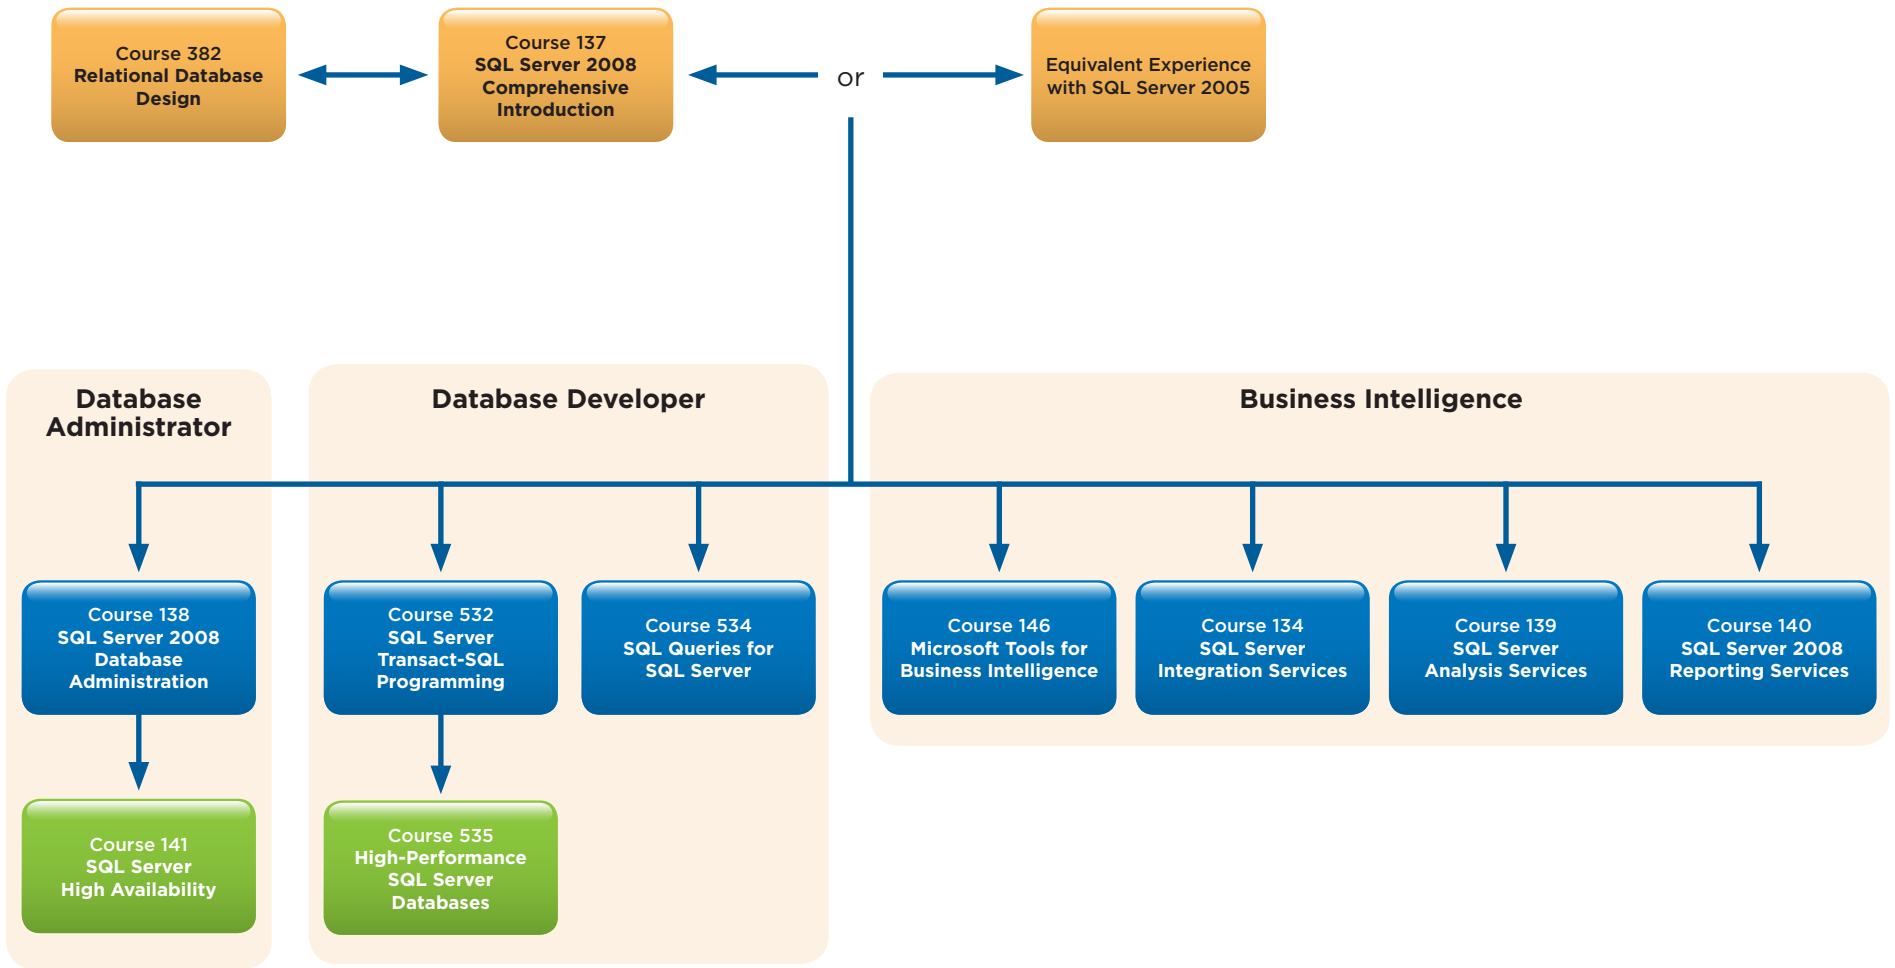 Course 382
Relational Database
Design
Course 137
SQL Server 2008
Comprehensive
Introduction
or
Equivalent Experience
with SQL Server 2005
Database
Administrator
Database Developer
Business Intelligence
Course 138
SQL Server 2008
Database
Administration
Course 532
SQL Server
Transact-SQL
Programming
Course 534
SQL Queries for
SQL Server
Course 146
Microsoft Tools for
Business Intelligence
Course 134
SQL Server
Integration Services
Course 139
SQL Server
Analysis Services
Course 140
SQL Server 2008
Reporting Services
Course 141
SQL Server
High Availability
Course 535
High-Performance
SQL Server
Databases